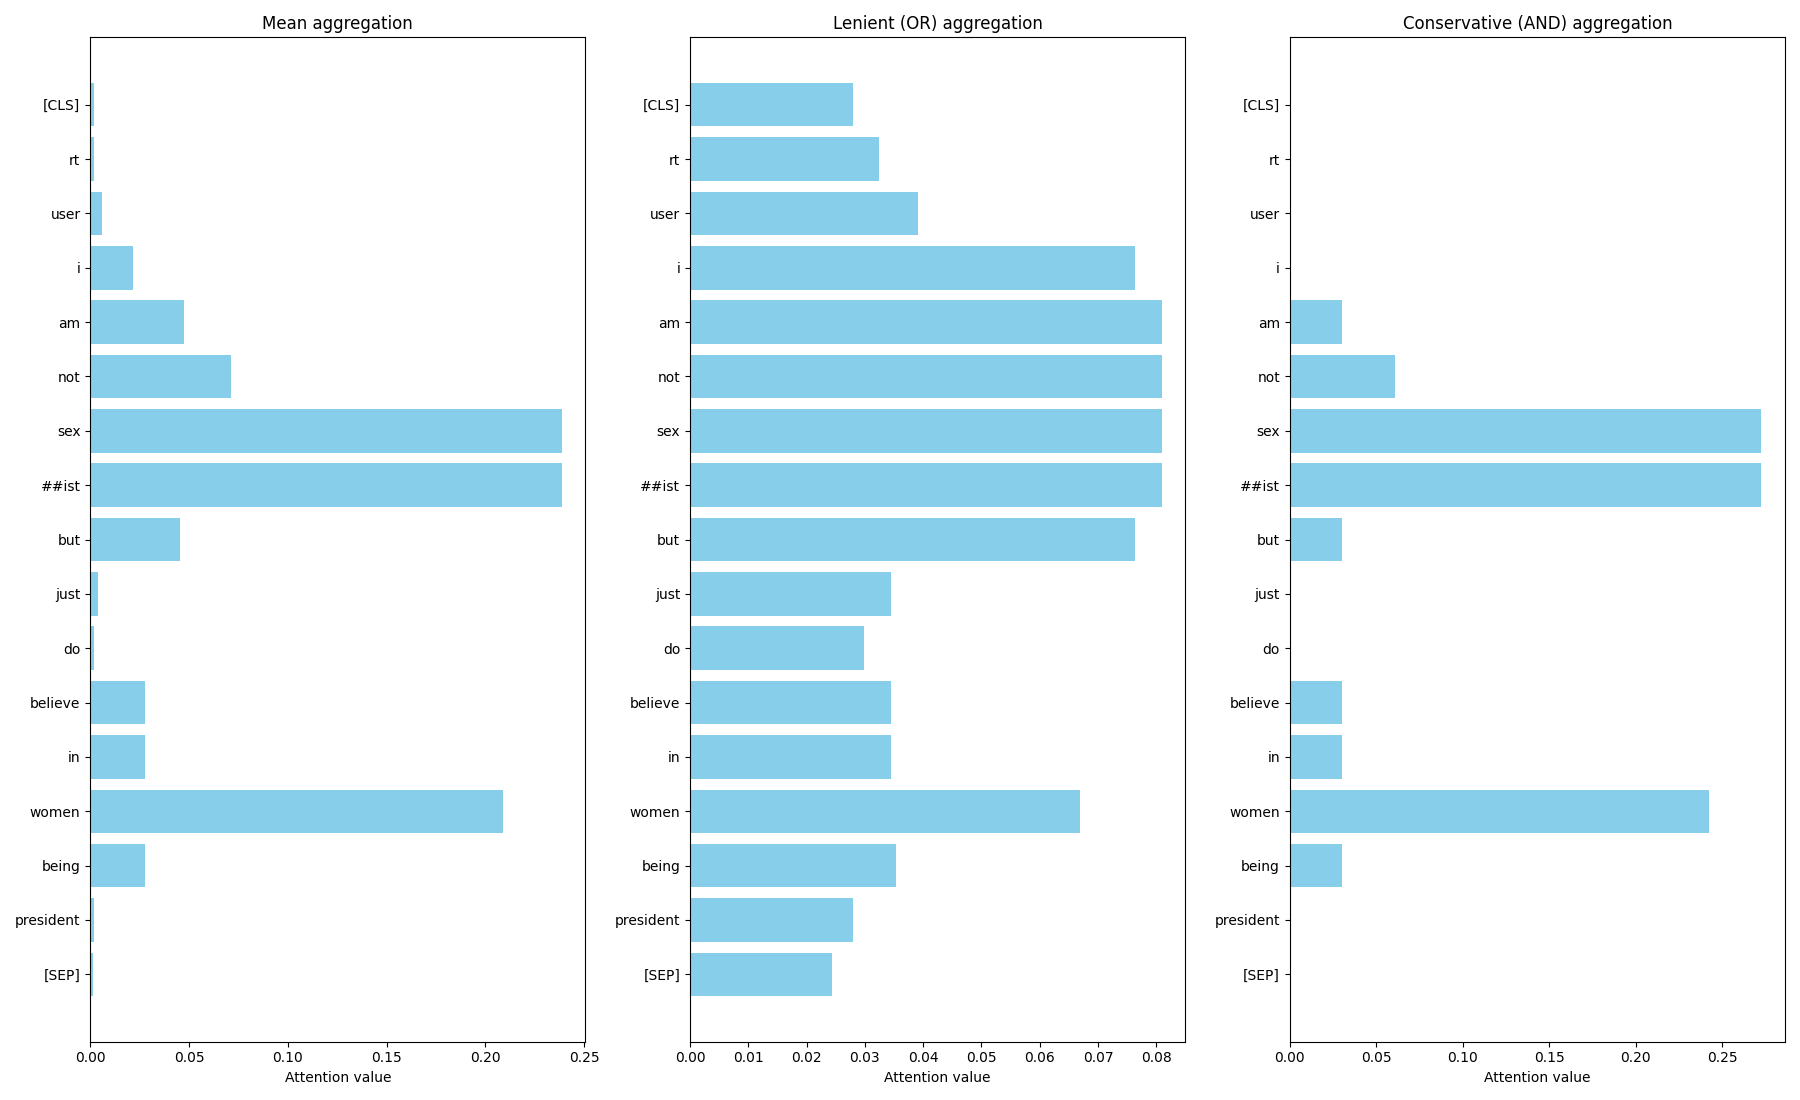 Mean aggregation
[CLS]
rt
user
i
am
not
sex
##ist
but
just
do
believe
in
women
being
president
[SEP]
0.00 0.05 0.10 0.15 0.20 0.25
Attention value
Lenient (OR) aggregation
[CLS]
rt
user
i
am
not
sex
##ist
but
just
do
believe
in
women
being
president
[SEP]
0.00 0.01 0.02 0.03 0.04 0.05 0.06 0.07 0.08
Attention value
Conservative (AND) aggregation
[CLS]
rt
user
i
am
not
sex
##ist
but
just
do
believe
in
women
being
president
[SEP]
0.00 0.05 0.10 0.15 0.20 0.25
Attention value